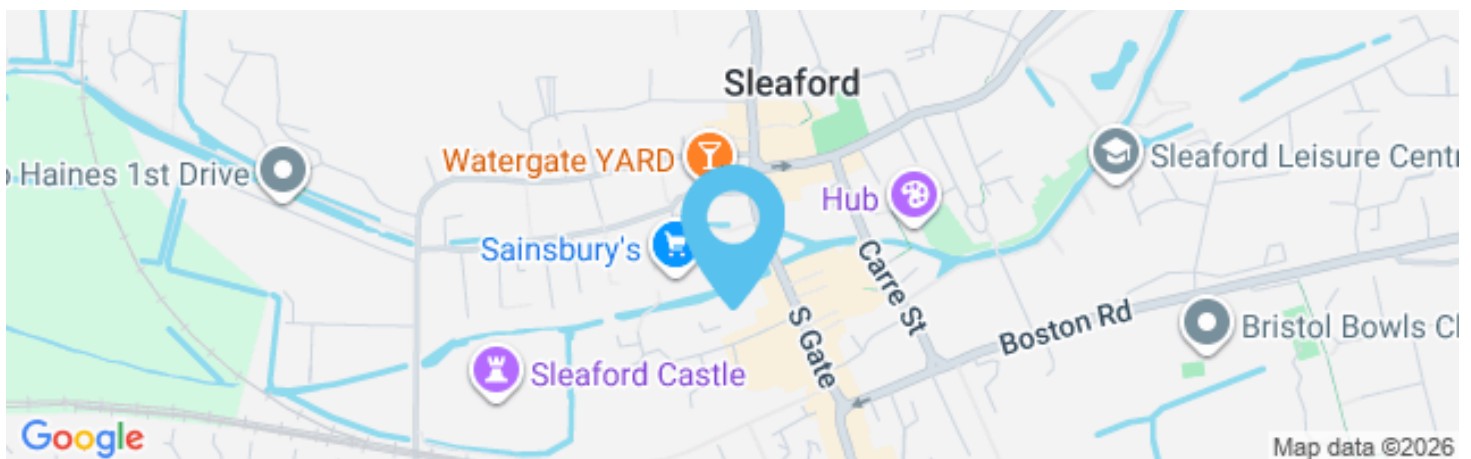 Sleaford
Watergate YARD
o Haines 1st Drive
Sleaford Leisure Centr
Hub
Sainsbury's
Carre St
S Gate
Boston Rd
Bristol Bowls Cl
Sleaford Castle
Google
Map data ©2026